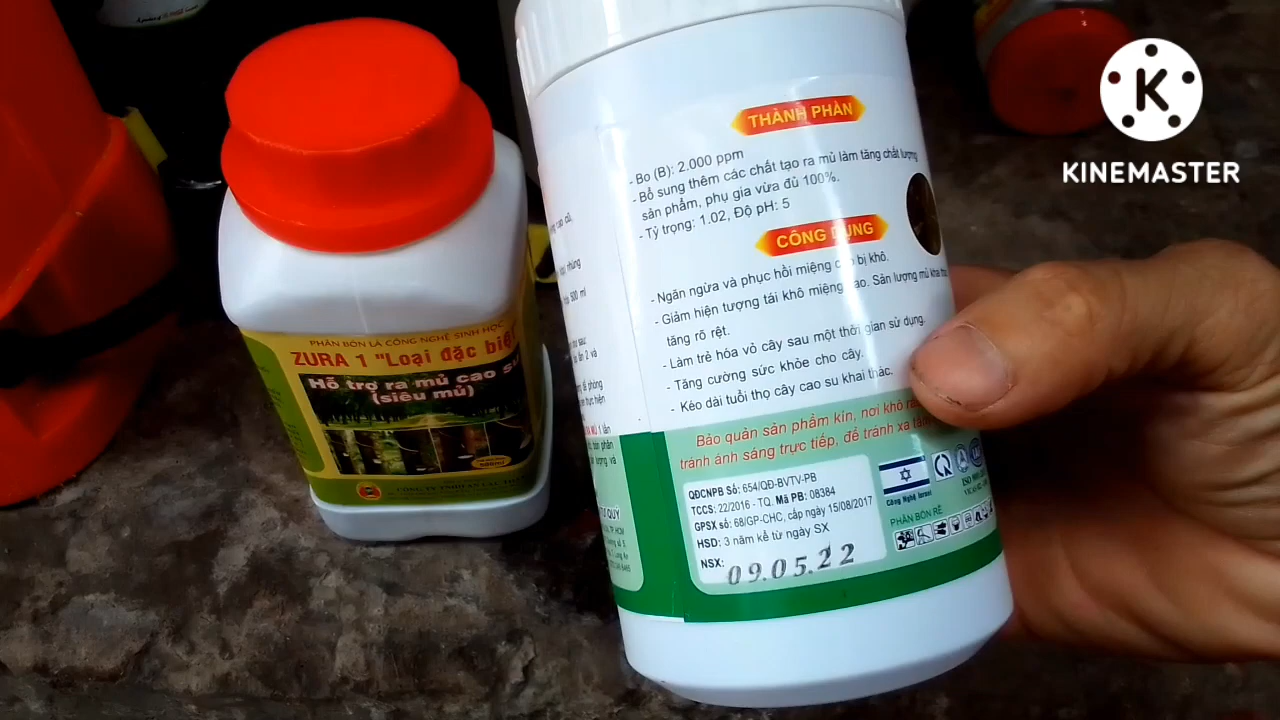 PHÂN BÓN LÁ CÔNG NGHỆ SINH HỌC
ZURA 1 "Loại đặc biệt
Hỗ trợ ra mủ cao su
(siêu mủ)
500ml
THÀNH PHẦN
- Bo (B): 2.000 ppm
- Bổ sung thêm các chất tạo ra mủ làm tăng chất lượng
sản phẩm, phụ gia vừa đủ 100%.
- Tỷ trọng: 1.02, Độ pH: 5
CÔNG DỤNG
- Ngăn ngừa và phục hồi miệng cạo bị khô.
- Giảm hiện tượng tái khô miệng cạo. Sản lượng mủ khai thác
tăng rõ rệt.
- Làm trẻ hóa vỏ cây sau một thời gian sử dụng.
- Tăng cường sức khỏe cho cây.
- Kéo dài tuổi thọ cây cao su khai thác.
Bảo quản sản phẩm kín, nơi khô
tránh ánh sáng trực tiếp, để tránh xa
QĐCNPB Số: 654/QĐ-BVTV-PB
TCCS: 22/2016 - TQ. Mã PB: 08384
GPSX số: 68/GP-CHC, cấp ngày 15/08/2017
HSD: 3 năm kể từ ngày SX
NSX: 09.05.22
Công Nghệ Israel
PHÂN BÓN RỄ
K
KINEMASTER